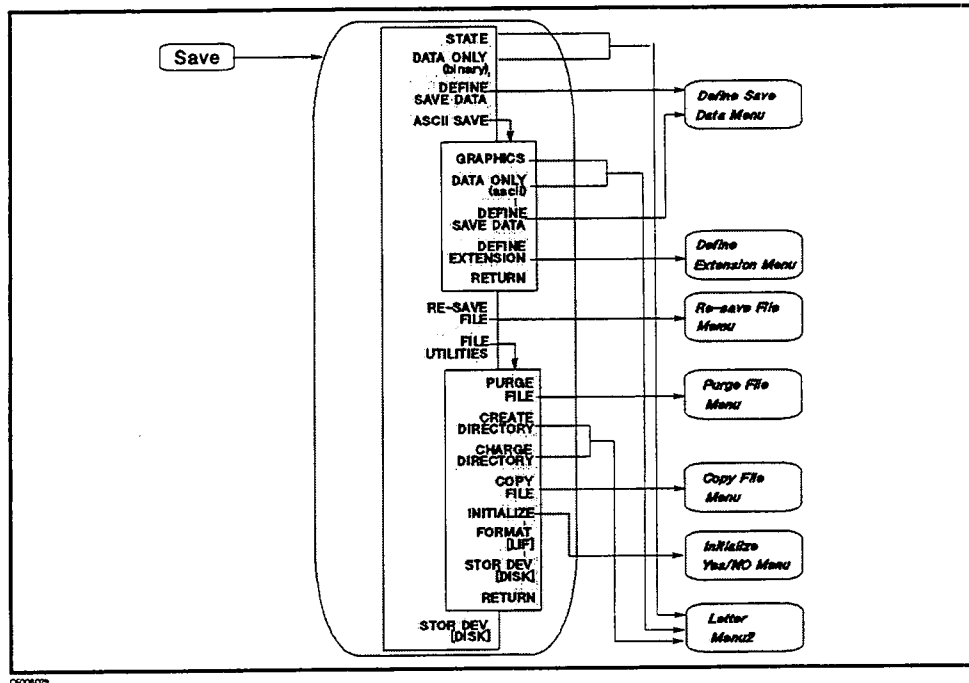 Save
STATE
DATA ONLY
(binary)
DEFINE
SAVE DATA
ASCII SAVE
GRAPHICS
DATA ONLY
(ascii)
DEFINE
SAVE DATA
DEFINE
EXTENSION
RETURN
RE-SAVE
FILE
FILE
UTILITIES
PURGE
FILE
CREATE
DIRECTORY
CHARGE
DIRECTORY
COPY
FILE
INITIALIZE
FORMAT
[LIF]
STOR DEV
[DISK]
RETURN
STOR DEV
[DISK]
Define Save
Data Menu
Define
Extension Menu
Re-save File
Menu
Purge File
Menu
Copy File
Menu
Initialize
Yes/NO Menu
Letter
Menu2